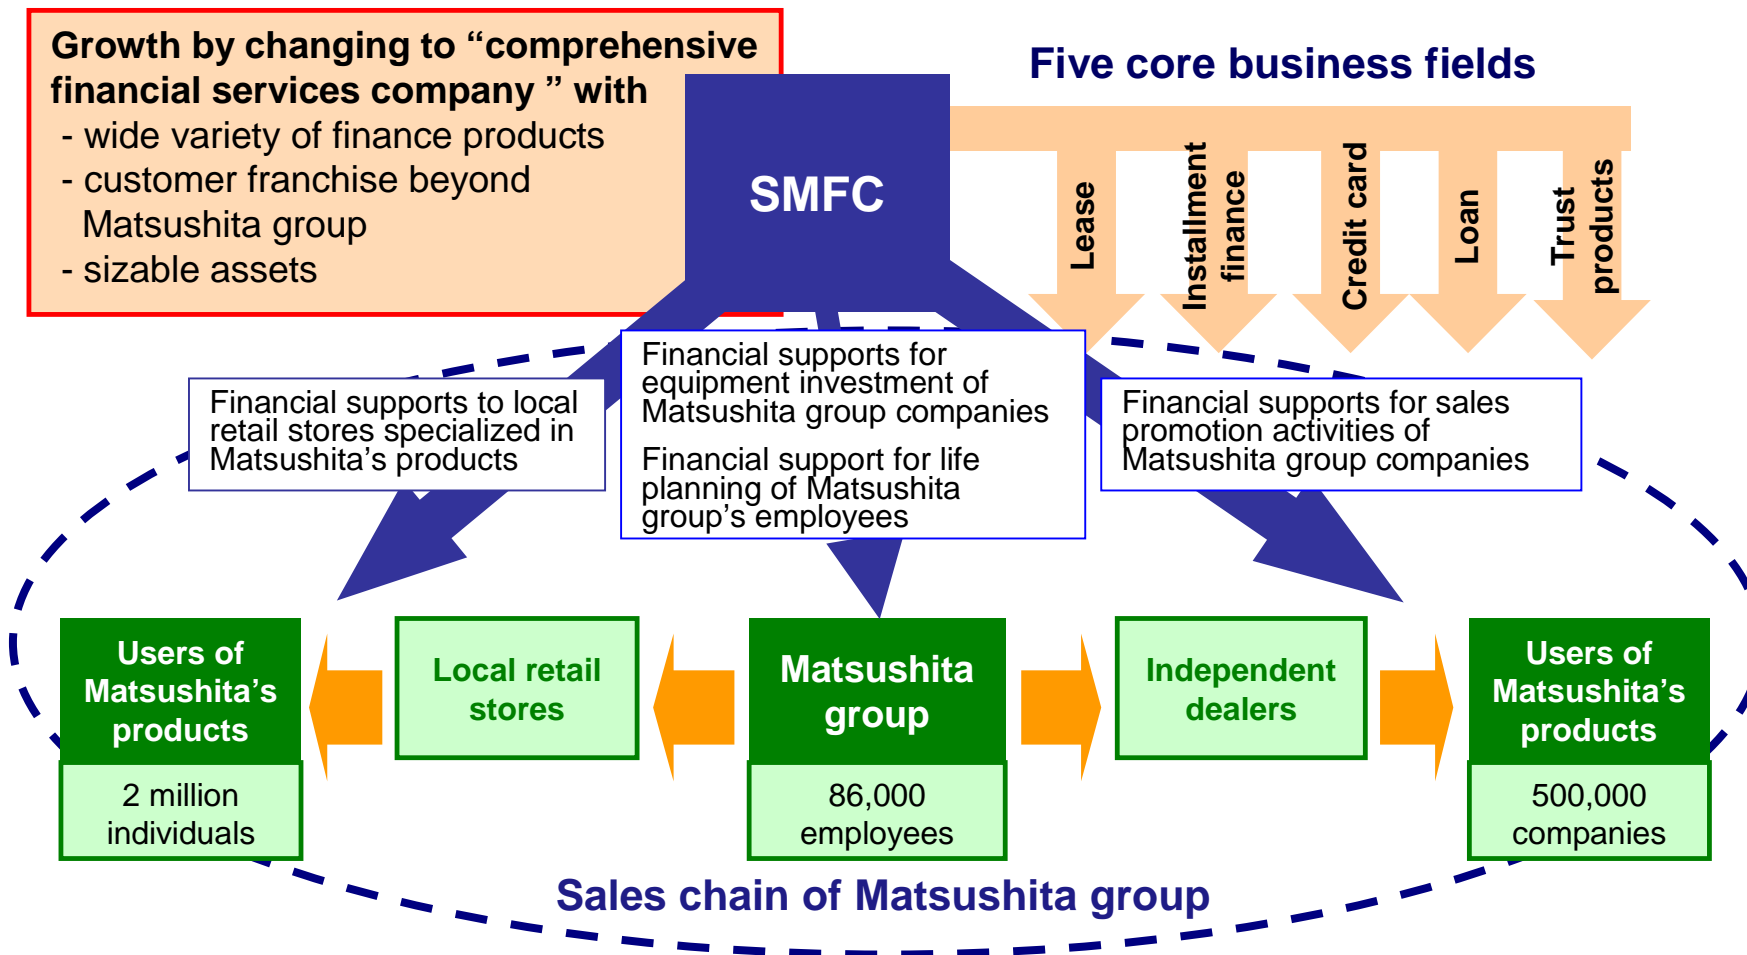 Growth by changing to “comprehensive
financial services company ” with
- wide variety of finance products
- customer franchise beyond
Matsushita group
- sizable assets
SMFC
Five core business fields
Lease
Installment
finance
Credit card
Loan
Trust
products
Financial supports to local
retail stores specialized in
Matsushita’s products
Financial supports for
equipment investment of
Matsushita group companies
Financial support for life
planning of Matsushita
group’s employees
Financial supports for sales
promotion activities of
Matsushita group companies
Users of
Matsushita’s
products
2 million
individuals
Local retail
stores
Matsushita
group
86,000
employees
Independent
dealers
Users of
Matsushita’s
products
500,000
companies
Sales chain of Matsushita group